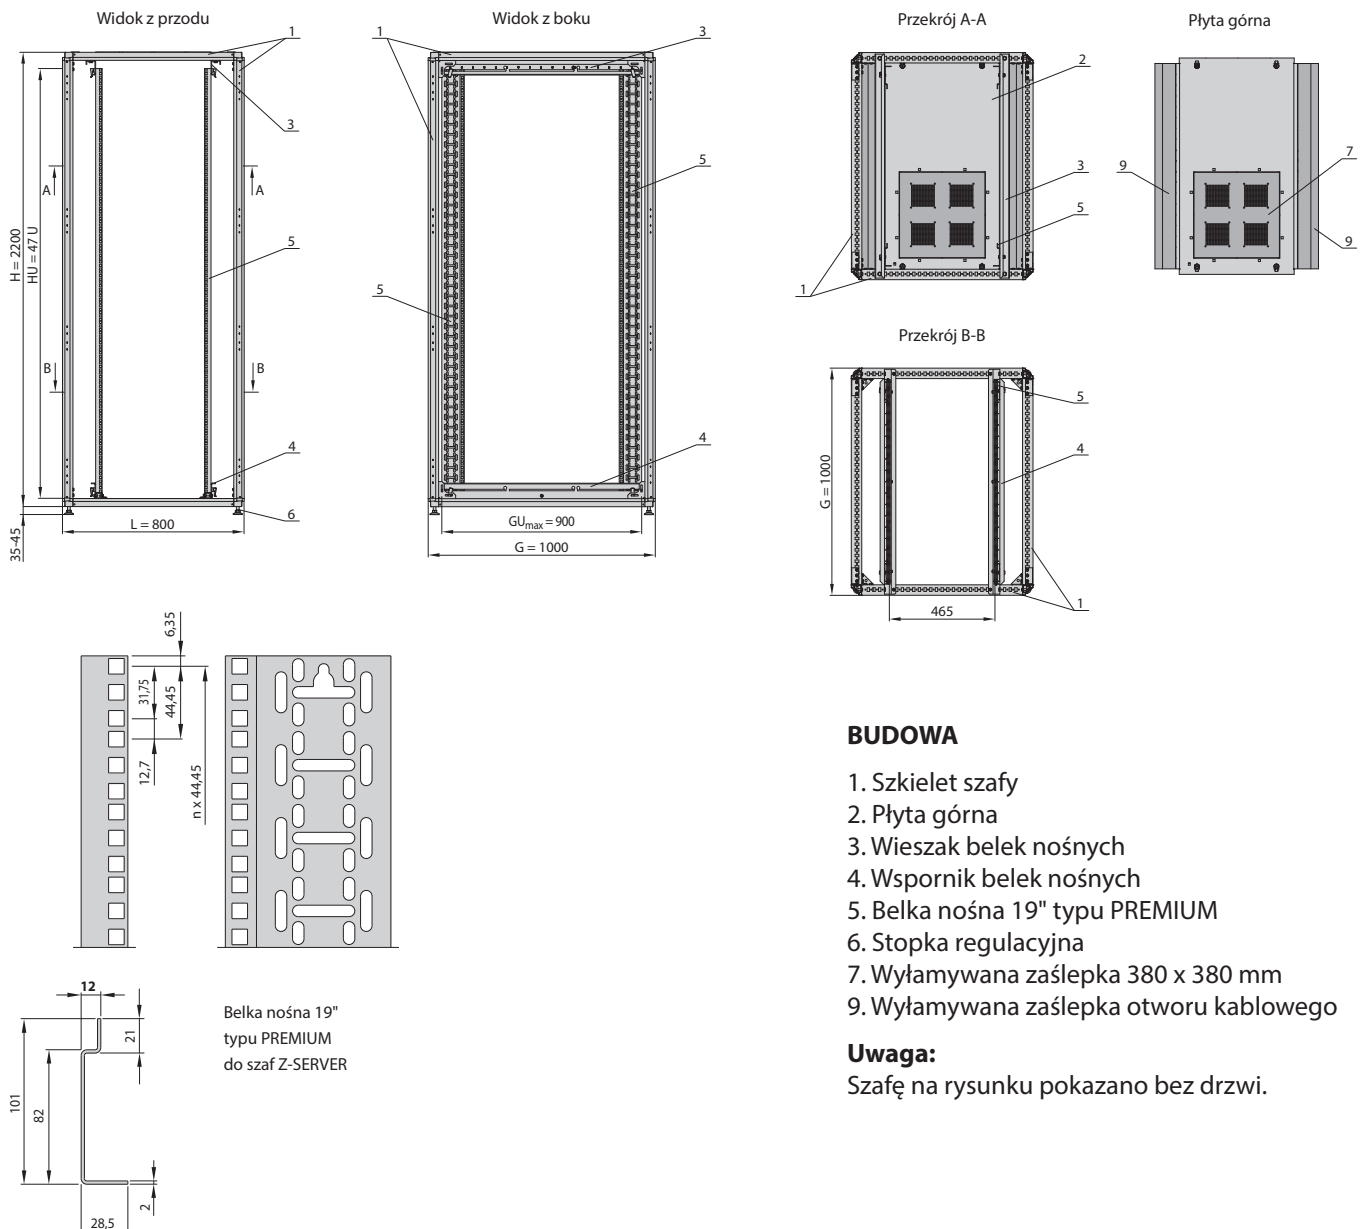 Widok z przodu
1
3
A
A
5
H = 2200
HU = 47 U
B
B
4
6
L = 800
35-45
Widok z boku
1
3
5
5
4
GUmax = 900
G = 1000
Przekrój A-A
2
3
5
1
Płyta górna
7
9
9
Przekrój B-B
5
4
G = 1000
1
465
6,35
31,75
44,45
12,7
n x 44,45
12
21
101
82
2
28,5
Belka nośna 19"
typu PREMIUM
do szaf Z-SERVER
BUDOWA
1. Szkielet szafy
2. Płyta górna
3. Wieszak belek nośnych
4. Wspornik belek nośnych
5. Belka nośna 19" typu PREMIUM
6. Stopka regulacyjna
7. Wyłamywana zaślepka 380 x 380 mm
9. Wyłamywana zaślepka otworu kablowego
Uwaga:
Szafę na rysunku pokazano bez drzwi.